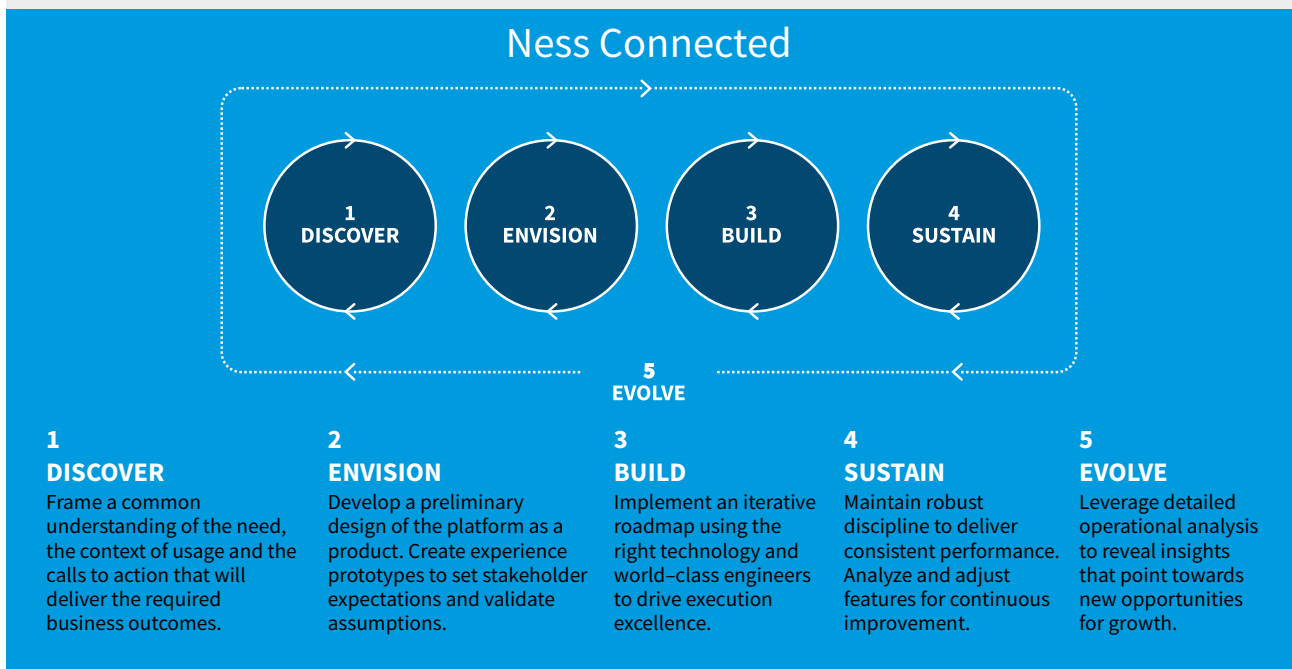 Ness Connected
1
DISCOVER
2
ENVISION
3
BUILD
4
SUSTAIN
5
EVOLVE
1
DISCOVER
Frame a common
understanding of the need,
the context of usage and the
calls to action that will
deliver the required
business outcomes.
2
ENVISION
Develop a preliminary
design of the platform as a
product. Create experience
prototypes to set stakeholder
expectations and validate
assumptions.
3
BUILD
Implement an iterative
roadmap using the
right technology and
world–class engineers
to drive execution
excellence.
4
SUSTAIN
Maintain robust
discipline to deliver
consistent performance.
Analyze and adjust
features for continuous
improvement.
5
EVOLVE
Leverage detailed
operational analysis
to reveal insights
that point towards
new opportunities
for growth.